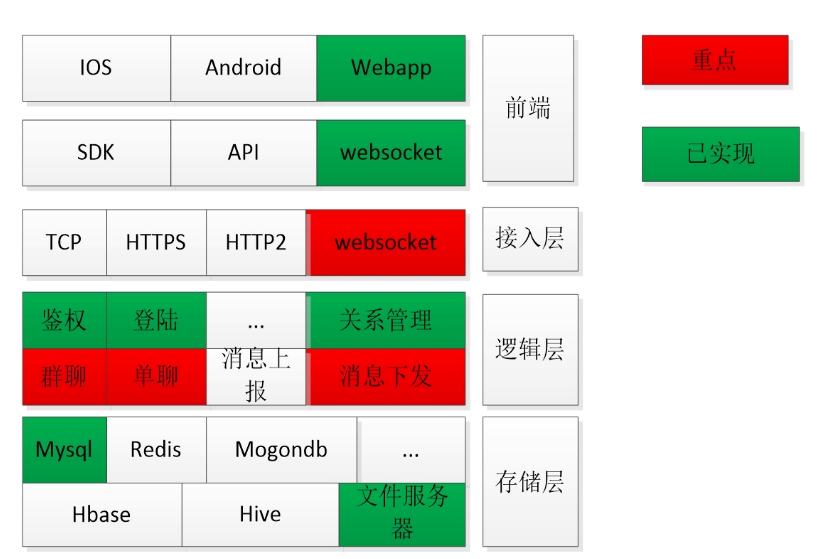 IOS Android Webapp
前端
重点
SDK API websocket
已实现
TCP HTTPS HTTP2 websocket
接入层
鉴权 登陆 ... 关系管理
逻辑层
群聊 单聊 消息上
报 消息下发
Mysql Redis Mogondb ...
存储层
Hbase Hive 文件服务
器